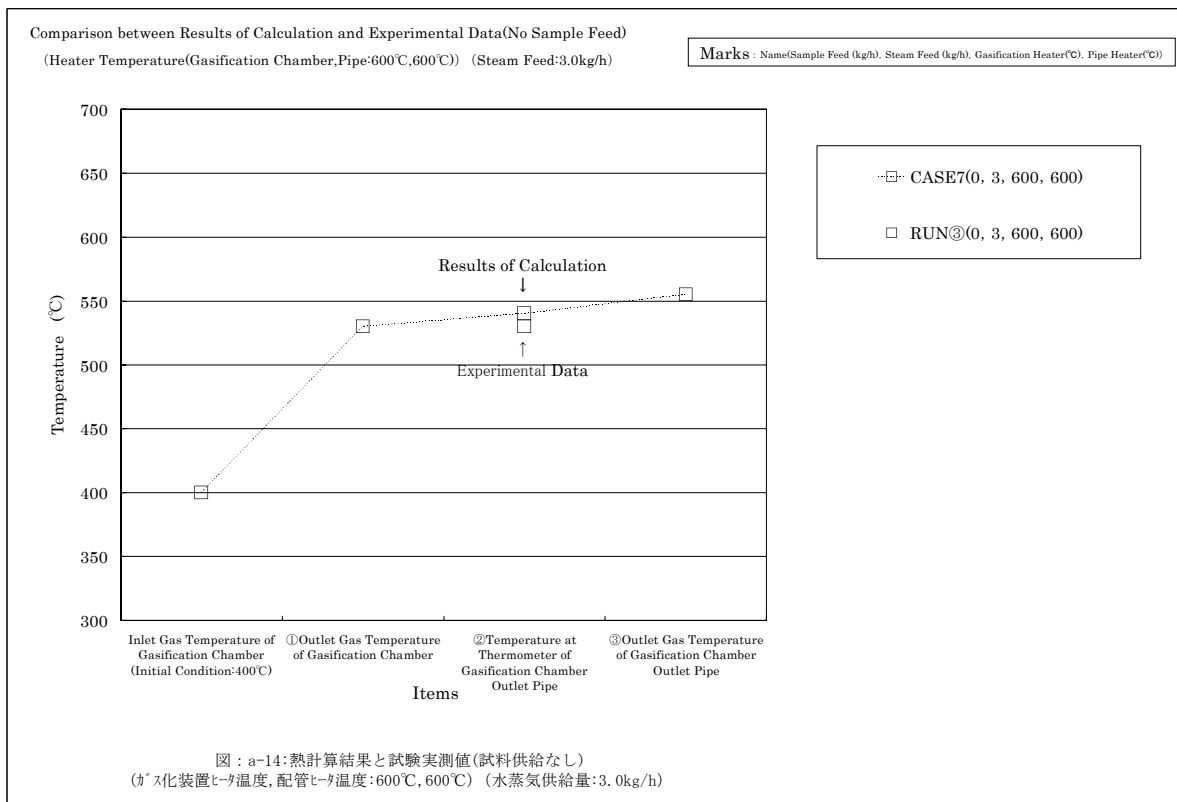 Comparison between Results of Calculation and Experimental Data(No Sample Feed)
(Heater Temperature(Gasification Chamber,Pipe:600℃,600℃)) (Steam Feed:3.0kg/h)
Marks : Name(Sample Feed (kg/h), Steam Feed (kg/h), Gasification Heater(℃), Pipe Heater(℃))
700
650
600
550
500
450
400
350
300
Temperature (℃)
CASE7(0, 3, 600, 600)
RUN③(0, 3, 600, 600)
Results of Calculation
↓
↑
Experimental Data
Inlet Gas Temperature of
Gasification Chamber
(Initial Condition:400℃)
①Outlet Gas Temperature
of Gasification Chamber
②Temperature at
Thermometer of
Gasification Chamber
Outlet Pipe
③Outlet Gas Temperature
of Gasification Chamber
Outlet Pipe
Items
図：a-14:熱計算結果と試験実測値(試料供給なし)
(ｶﾞｽ化装置ﾋｰﾀ温度,配管ﾋｰﾀ温度:600℃,600℃) (水蒸気供給量:3.0kg/h)